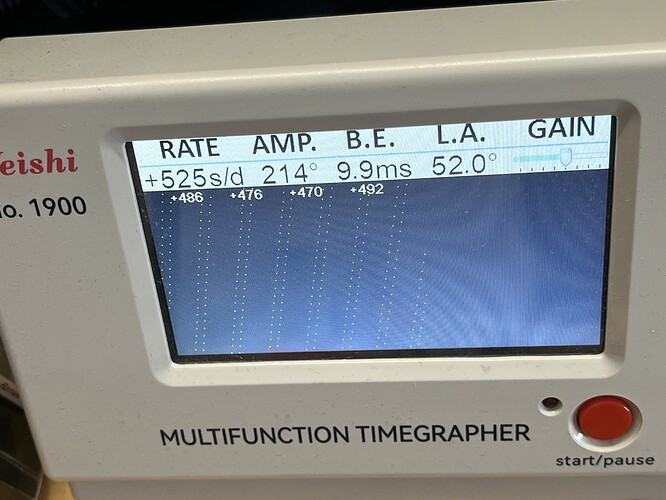 RATE AMP. B.E. L.A. GAIN
+525s/d 214° 9.9ms 52.0°
+486 +476 +470 +492
eishi
o. 1900
MULTIFUNCTION TIMEGRAPHER
start/pause